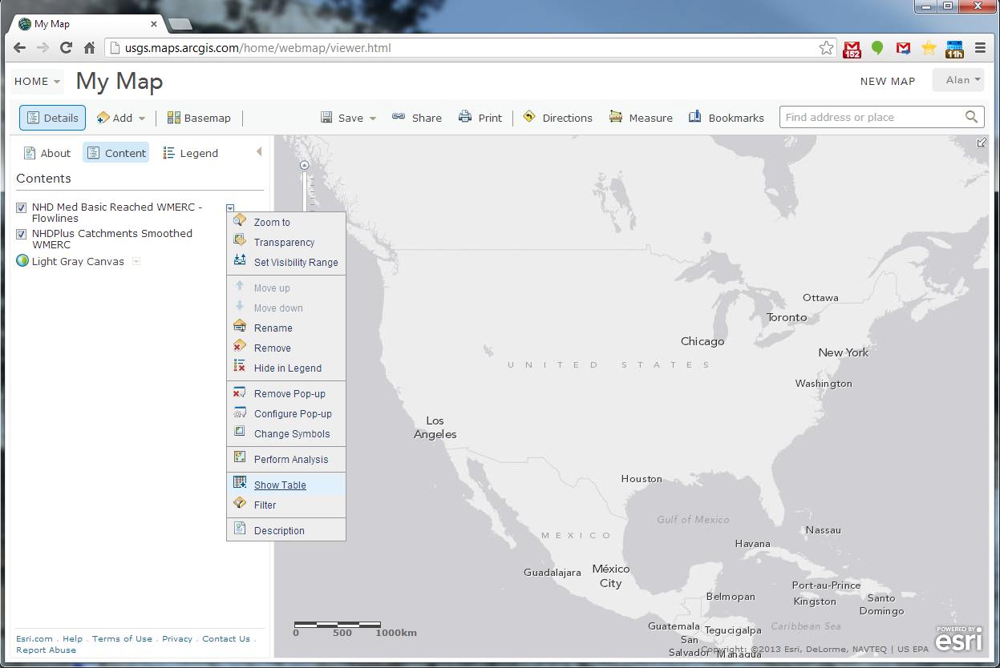 My Map
usgs.maps.arcgis.com/home/webmap/viewer.html
152
11h
HOME
My Map
NEW MAP
Alan
Details
Add
Basemap
Save
Share
Print
Directions
Measure
Bookmarks
Find address or place
About
Content
Legend
Contents
NHD Med Basic Reached WMERC -
Flowlines
NHDPlus Catchments Smoothed
WMERC
Light Gray Canvas
Zoom to
Transparency
Set Visibility Range
Move up
Move down
Rename
Remove
Hide in Legend
Remove Pop-up
Configure Pop-up
Change Symbols
Perform Analysis
Show Table
Filter
Description
Ottawa
Toronto
Chicago
New York
UNITED STATES
Washington
Los
Angeles
Houston
Gulf of Mexico
Nassau
MEXICO
Havana
Guadalajara
México
City
Port-au-Prince
Belmopan
Kingston
Santo
Domingo
Guatemala
Tegucigalpa
Caribbean Sea
San
Salvador
Managua
0 500 1000km
Copyright: ©2013 Esri, DeLorme, NAVTEQ | US EPA
POWERED BY
esri
Esri.com . Help . Terms of Use . Privacy . Contact Us .
Report Abuse